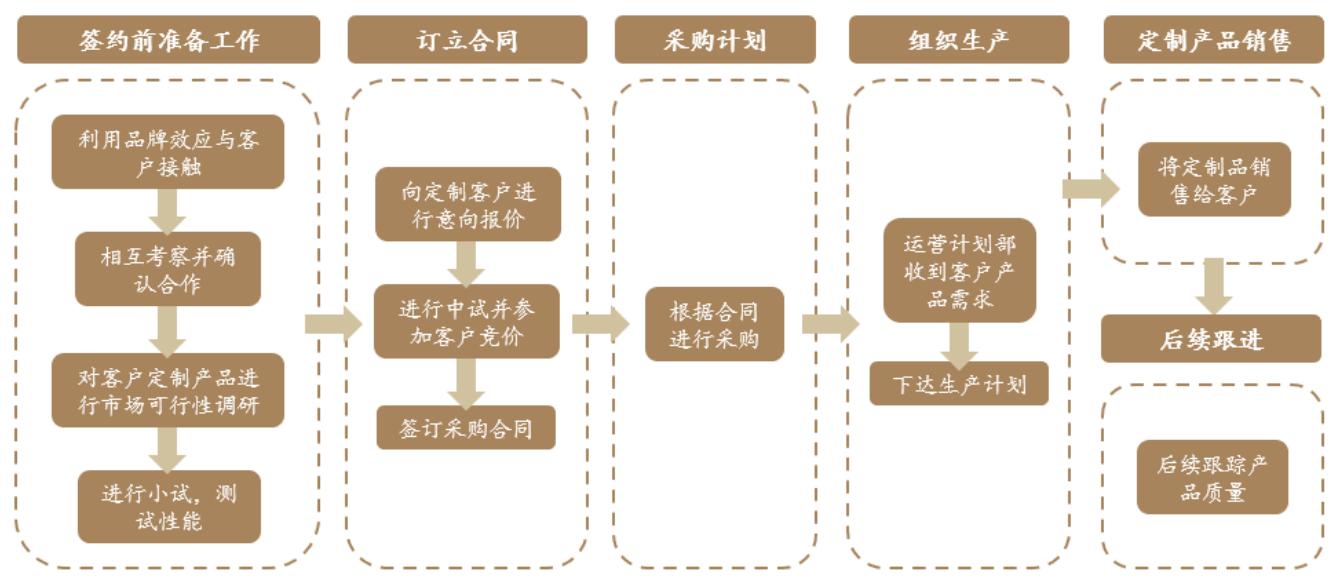 签约前准备工作
利用品牌效应与客
户接触
相互考察并确
认合作
对客户定制产品进
行市场可行性调研
进行小试，测
试性能
订立合同
向定制客户进
行意向报价
进行中试并参
加客户竞价
签订采购合同
采购计划
根据合同
进行采购
组织生产
运营计划部
收到客户产
品需求
下达生产计划
定制产品销售
将定制品销
售给客户
后续跟进
后续跟踪产
品质量